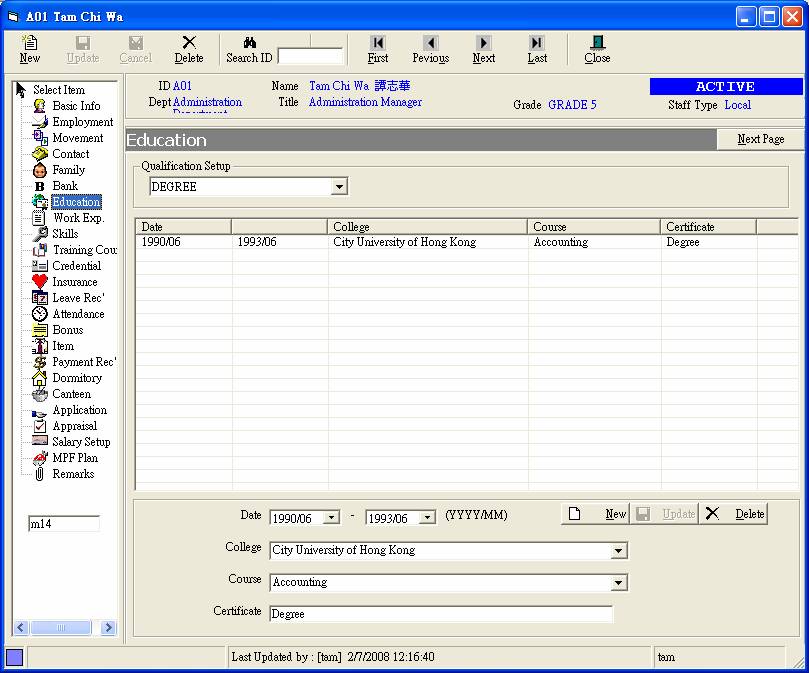 A01 Tam Chi Wa
New Update Cancel Delete Search ID First Pevious Next Last Close
Select Item
Basic Info
Employment
Movement
Contact
Family
Bank
Education
Work Exp.
Skills
Training Cou
Credential
Insurance
Leave Rec'
Attendance
Bonus
Item
Payment Rec'
Dormitory
Canteen
Application
Appraisal
Salary Setup
MPF Plan
Remarks
m14
ID A01 Name Tam Chi Wa 譚志華 ACTIVE
Dept Administration Department Title Administration Manager Grade GRADE 5 Staff Type Local
Education Next Page
Qualification Setup
DEGREE
Date College Course Certificate
1990/06 1993/06 City University of Hong Kong Accounting Degree
Date 1990/06 - 1993/06 (YYYY/MM) New Update Delete
College City University of Hong Kong
Course Accounting
Certificate Degree
Last Updated by : [tam] 2/7/2008 12:16:40 tam